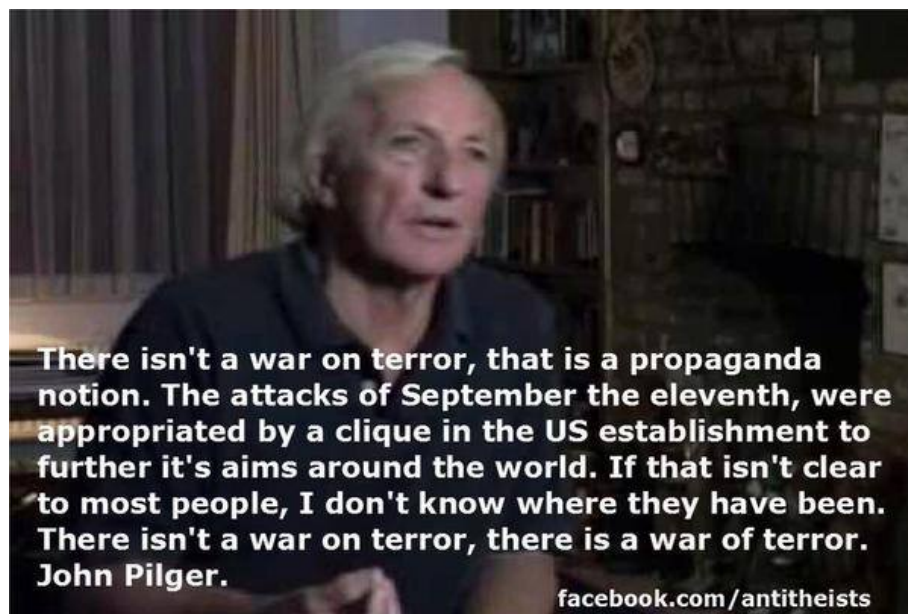 There isn't a war on terror, that is a propaganda
notion. The attacks of September the eleventh, were
appropriated by a clique in the US establishment to
further it's aims around the world. If that isn't clear
to most people, I don't know where they have been.
There isn't a war on terror, there is a war of terror.
John Pilger.
facebook.com/antitheists